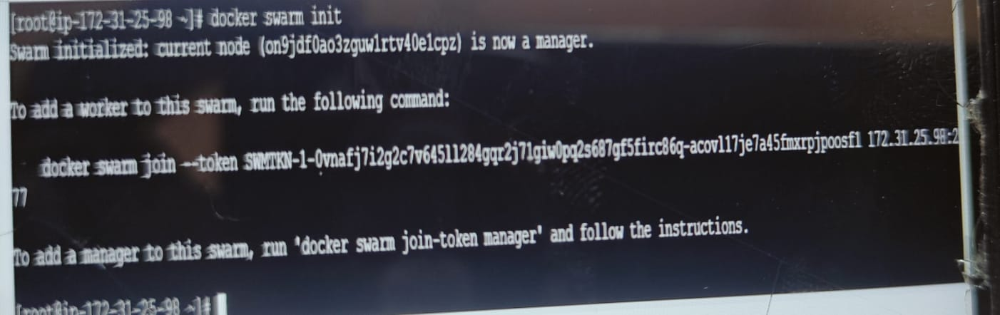 [root@ip-172-31-25-98 ~]# docker swarm init
Swarm initialized: current node (on9jdf0ao3zguw1rtv40e1cpz) is now a manager.
To add a worker to this swarm, run the following command:
docker swarm join --token SWMTKN-1-0vnafj7i2g2c7v64511284gqr2j71giw0pq2s687gf5firc86q-acov117je7a45fmxrpjpoosf1 172.31.25.98:2
77
To add a manager to this swarm, run 'docker swarm join-token manager' and follow the instructions.
[root@ip-172-31-25-98 ~]#